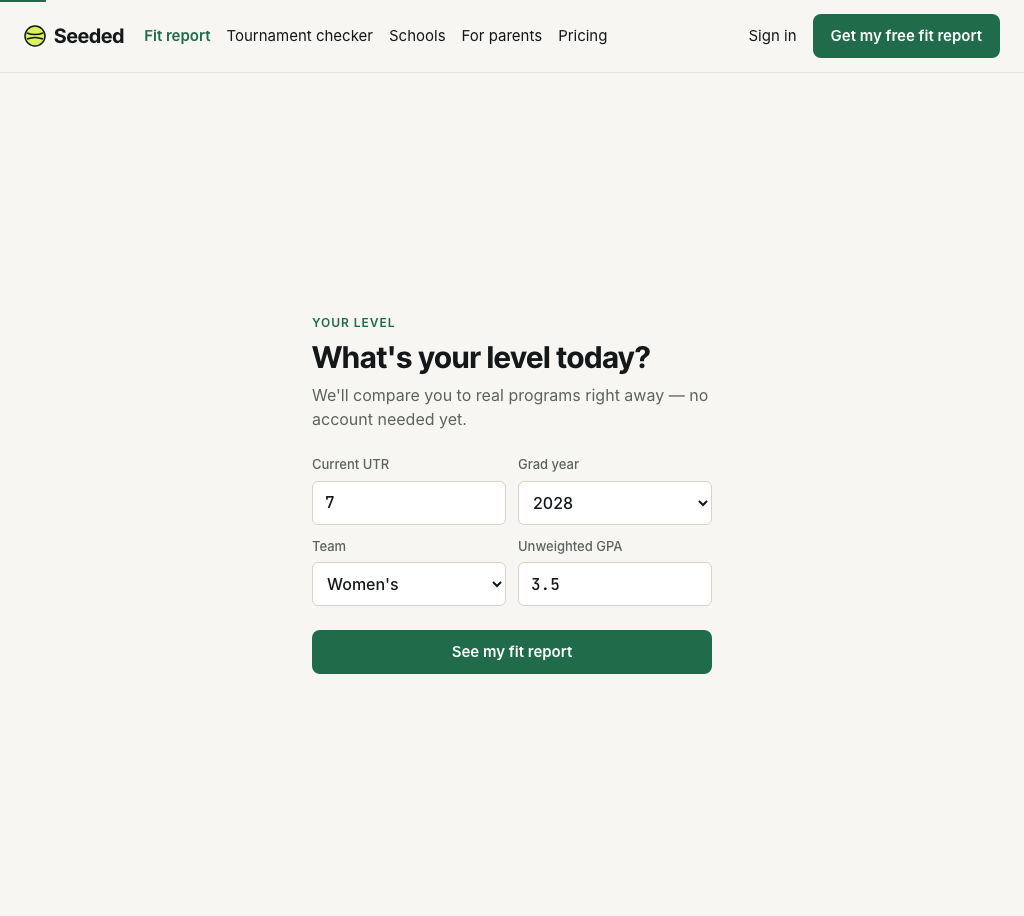 Seeded Fit report Tournament checker Schools For parents Pricing Sign in Get my free fit report
YOUR LEVEL
What's your level today?
We'll compare you to real programs right away — no
account needed yet.
Current UTR Grad year
7 2028
Team Unweighted GPA
Women's 3.5
See my fit report